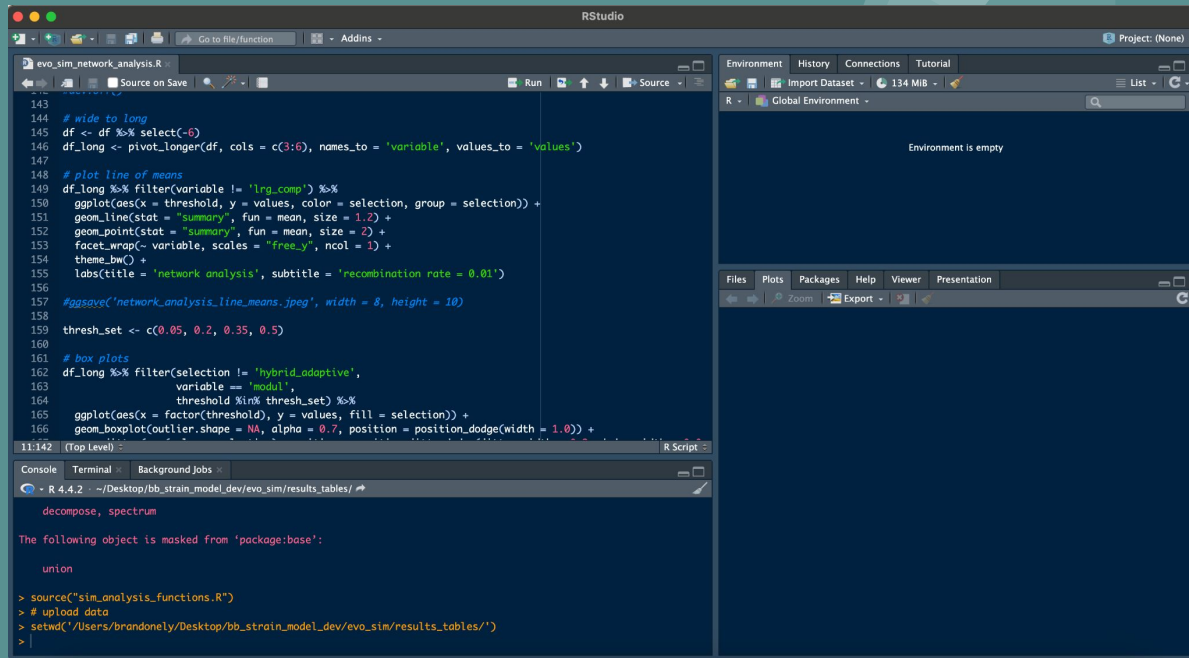 RStudio
Go to file/function
Addins
Project: (None)
evo_sim_network_analysis.R
Source on Save
Run
Source
143
144 # wide to long
145 df <- df %>% select(-6)
146 df_long <- pivot_longer(df, cols = c(3:6), names_to = 'variable', values_to = 'values')
147
148 # plot line of means
149 df_long %>% filter(variable != 'lrg_comp') %>%
150 ggplot(aes(x = threshold, y = values, color = selection, group = selection)) +
151 geom_line(stat = "summary", fun = mean, size = 1.2) +
152 geom_point(stat = "summary", fun = mean, size = 2) +
153 facet_wrap(~ variable, scales = "free_y", ncol = 1) +
154 theme_bw() +
155 labs(title = 'network analysis', subtitle = 'recombination rate = 0.01')
156
157 #ggsave('network_analysis_line_means.jpeg', width = 8, height = 10)
158
159 thresh_set <- c(0.05, 0.2, 0.35, 0.5)
160
161 # box plots
162 df_long %>% filter(selection != 'hybrid_adaptive',
163 variable == 'modul',
164 threshold %in% thresh_set) %>%
165 ggplot(aes(x = factor(threshold), y = values, fill = selection)) +
166 geom_boxplot(outlier.shape = NA, alpha = 0.7, position = position_dodge(width = 1.0)) +
11:142 (Top Level)
R Script
Console Terminal Background Jobs
R 4.4.2 · ~/Desktop/bb_strain_model_dev/evo_sim/results_tables/
decompose, spectrum
The following object is masked from ‘package:base’:
union
> source("sim_analysis_functions.R")
> # upload data
> setwd('/Users/brandonely/Desktop/bb_strain_model_dev/evo_sim/results_tables/')
>
Environment History Connections Tutorial
Import Dataset 134 MiB List
R Global Environment
Environment is empty
Files Plots Packages Help Viewer Presentation
Zoom Export